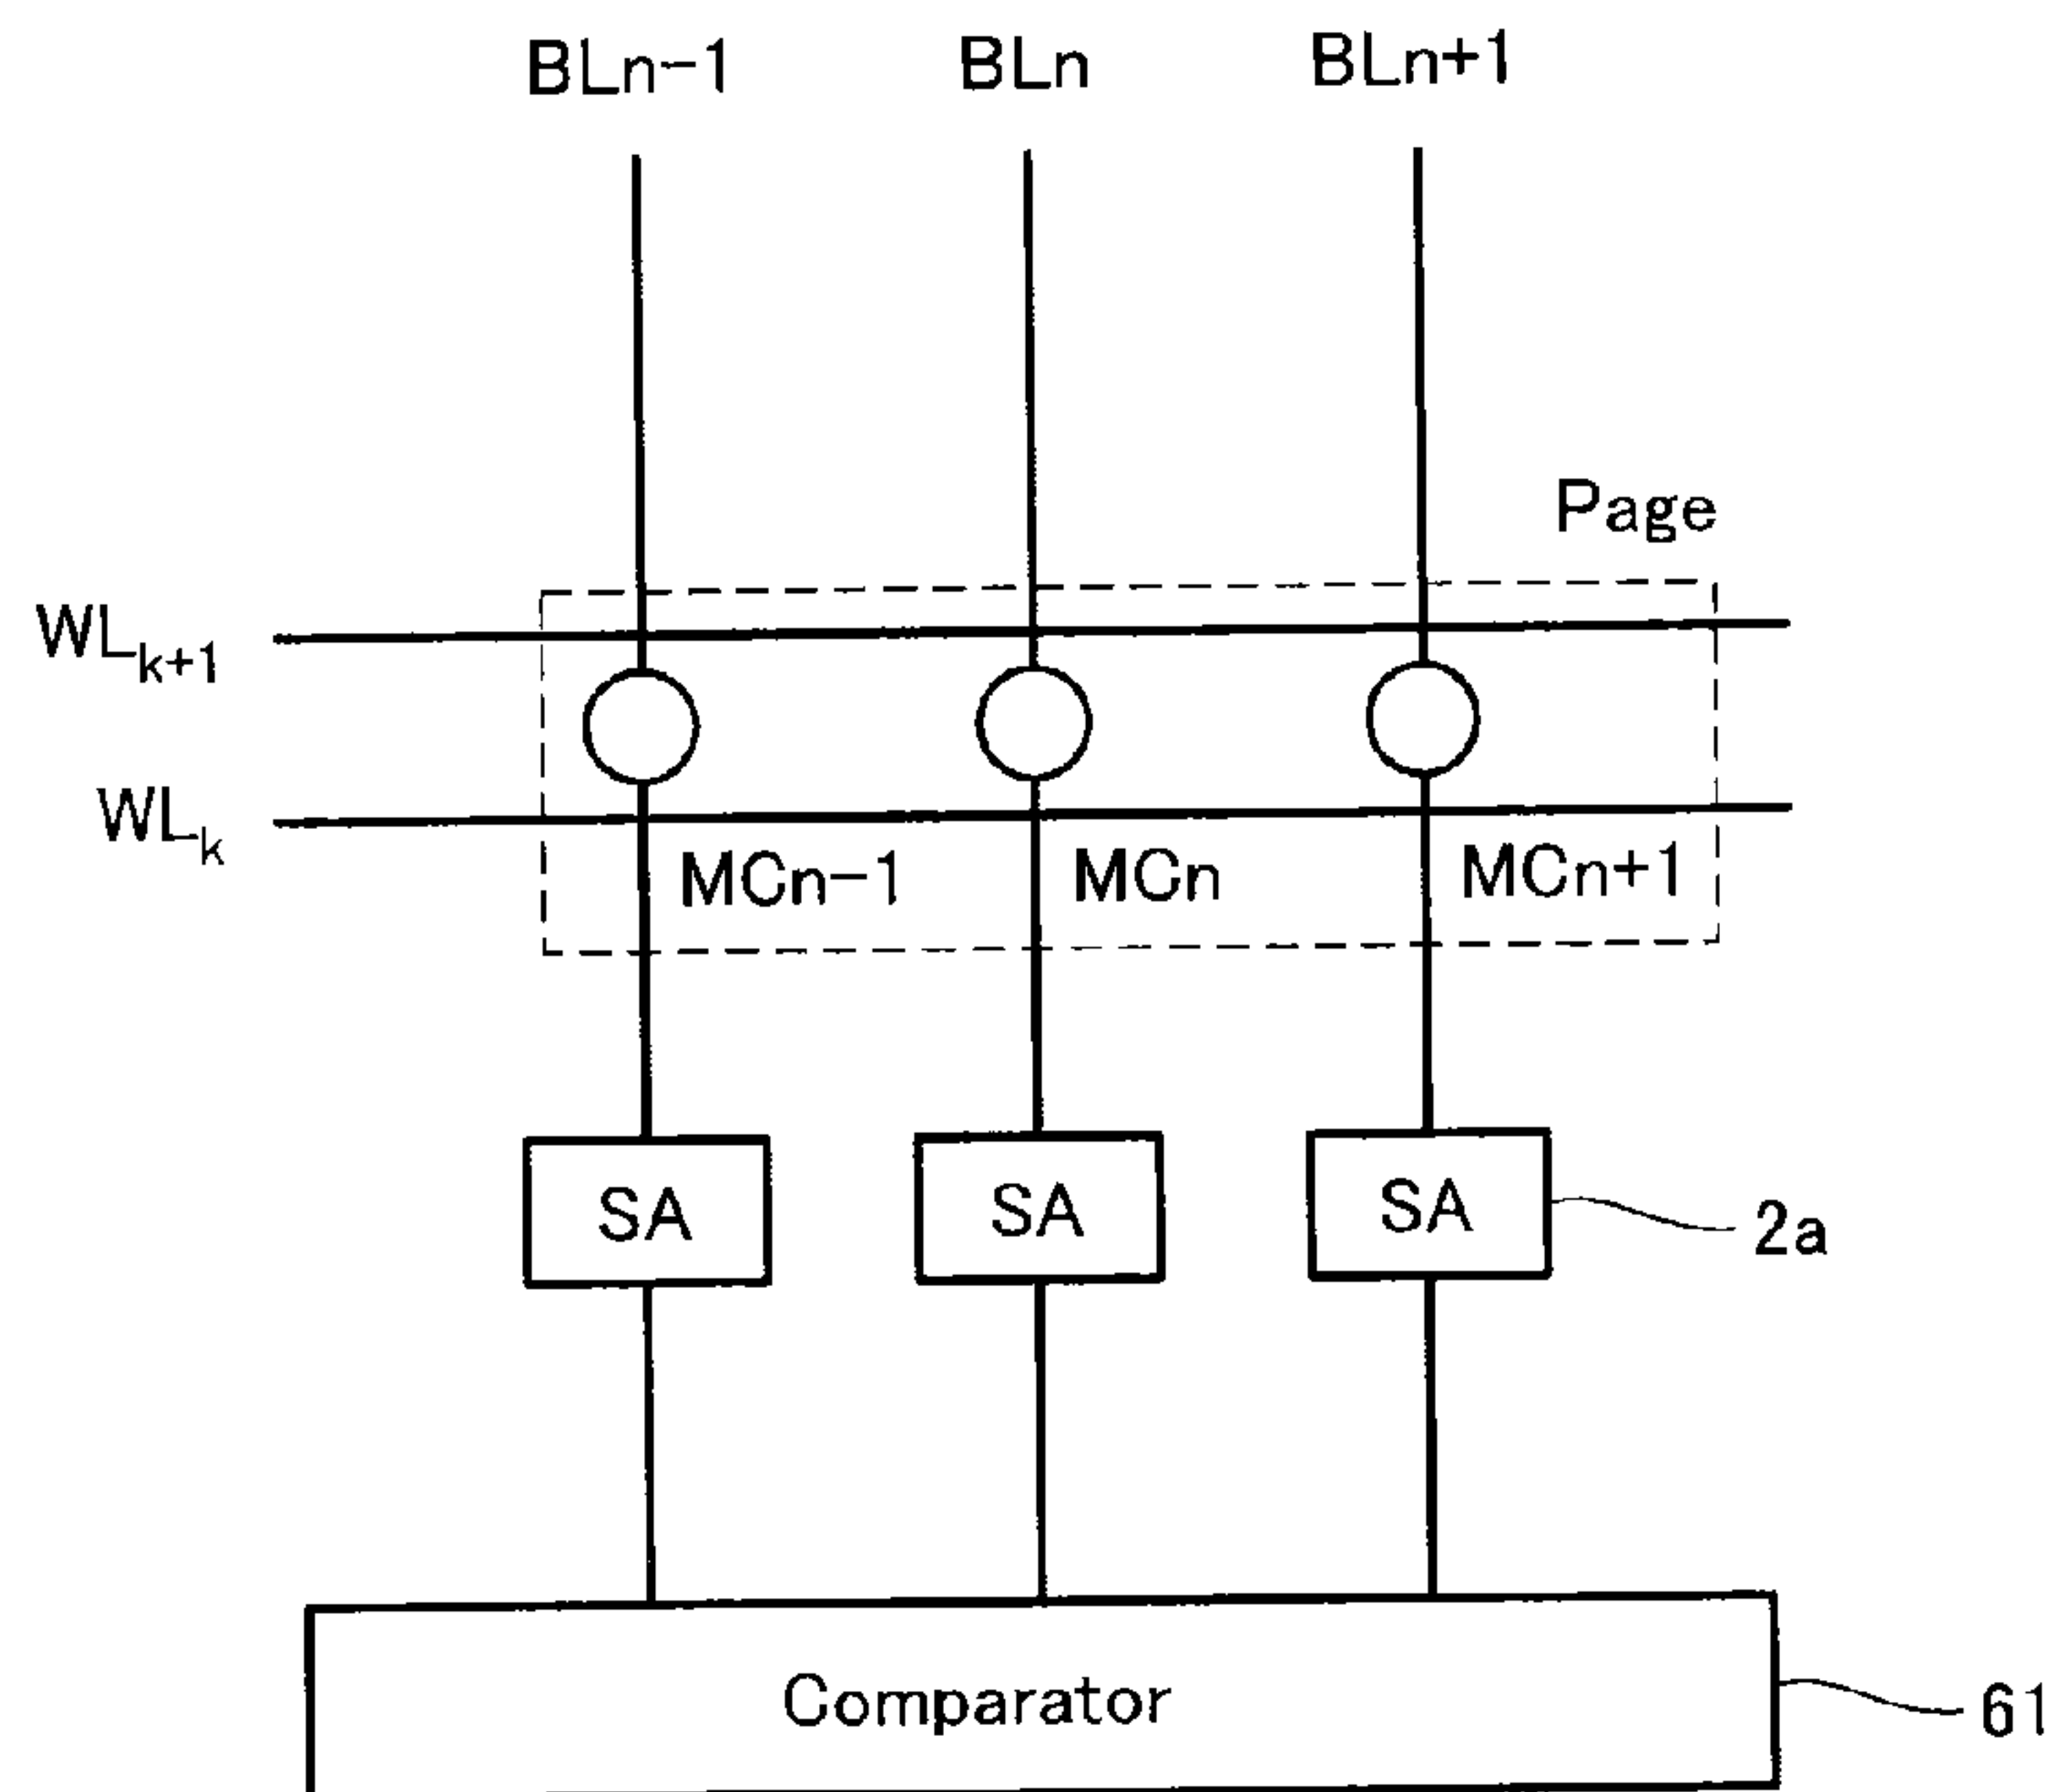 BLn-1 BLn BLn+1
Page
WLk+1
WLk
MCn-1 MCn MCn+1
SA SA SA 2a
Comparator 61